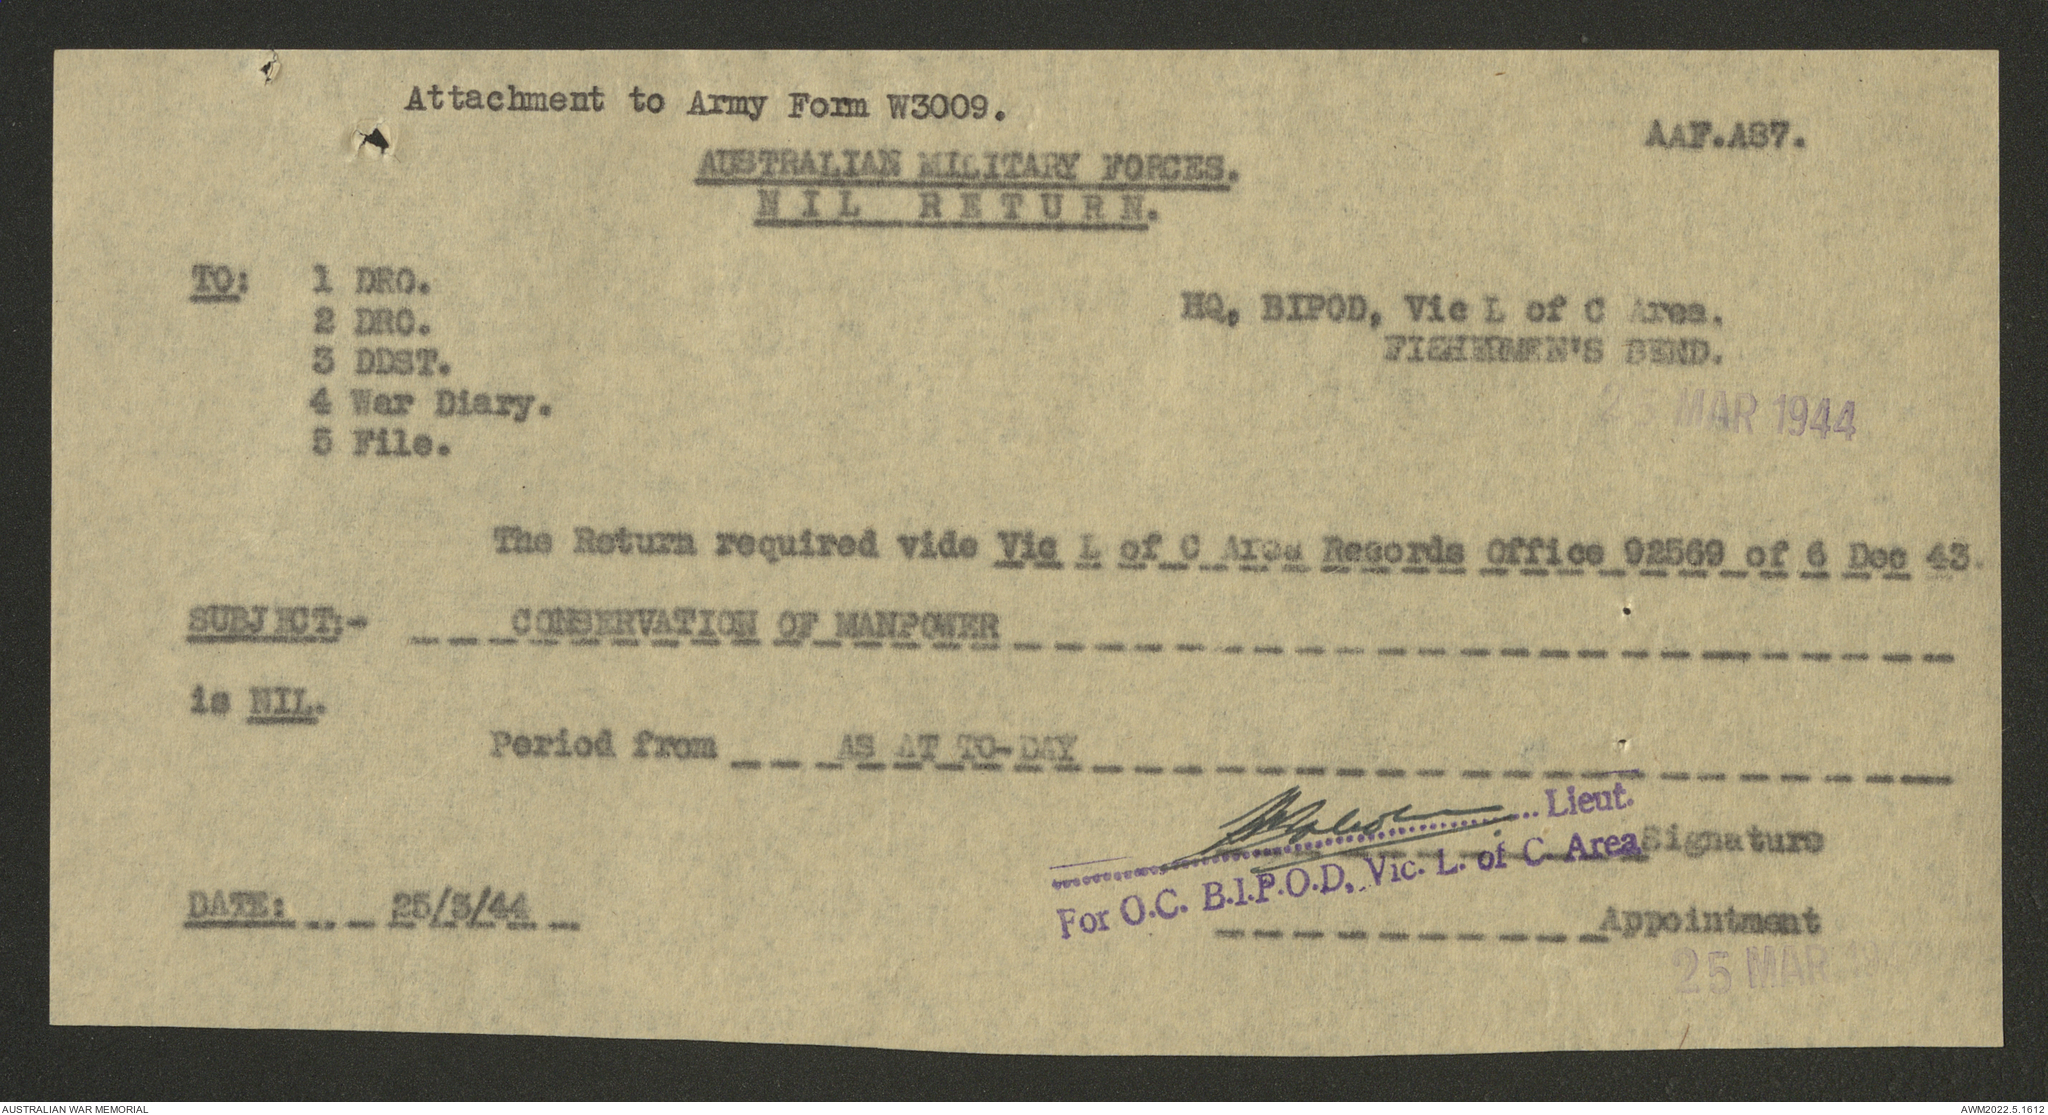 Attachment to Army Form W3009.
AAF.A87.
AUSTRALIAN MILITARY FORCES.
NIL RETURN.
TO: 1 DRO.
2 DRO.
3 DDST.
4 War Diary.
5 File.
HQ, BIPOD, Vic L of C Area.
FISHERMEN'S BEND.
25 MAR 1944
The Return required vide Vic L of C Area Records Office 92569 of 6 Dec 43.
SUBJECT:- CONSERVATION OF MANPOWER
is NIL.
Period from AS AT TO-DAY
Lieut.
Signature
For O.C. B.I.P.O.D, Vic. L. of C. Area
DATE: 25/3/44
Appointment
25 MAR 19
AUSTRALIAN WAR MEMORIAL
AWM2022.5.1612